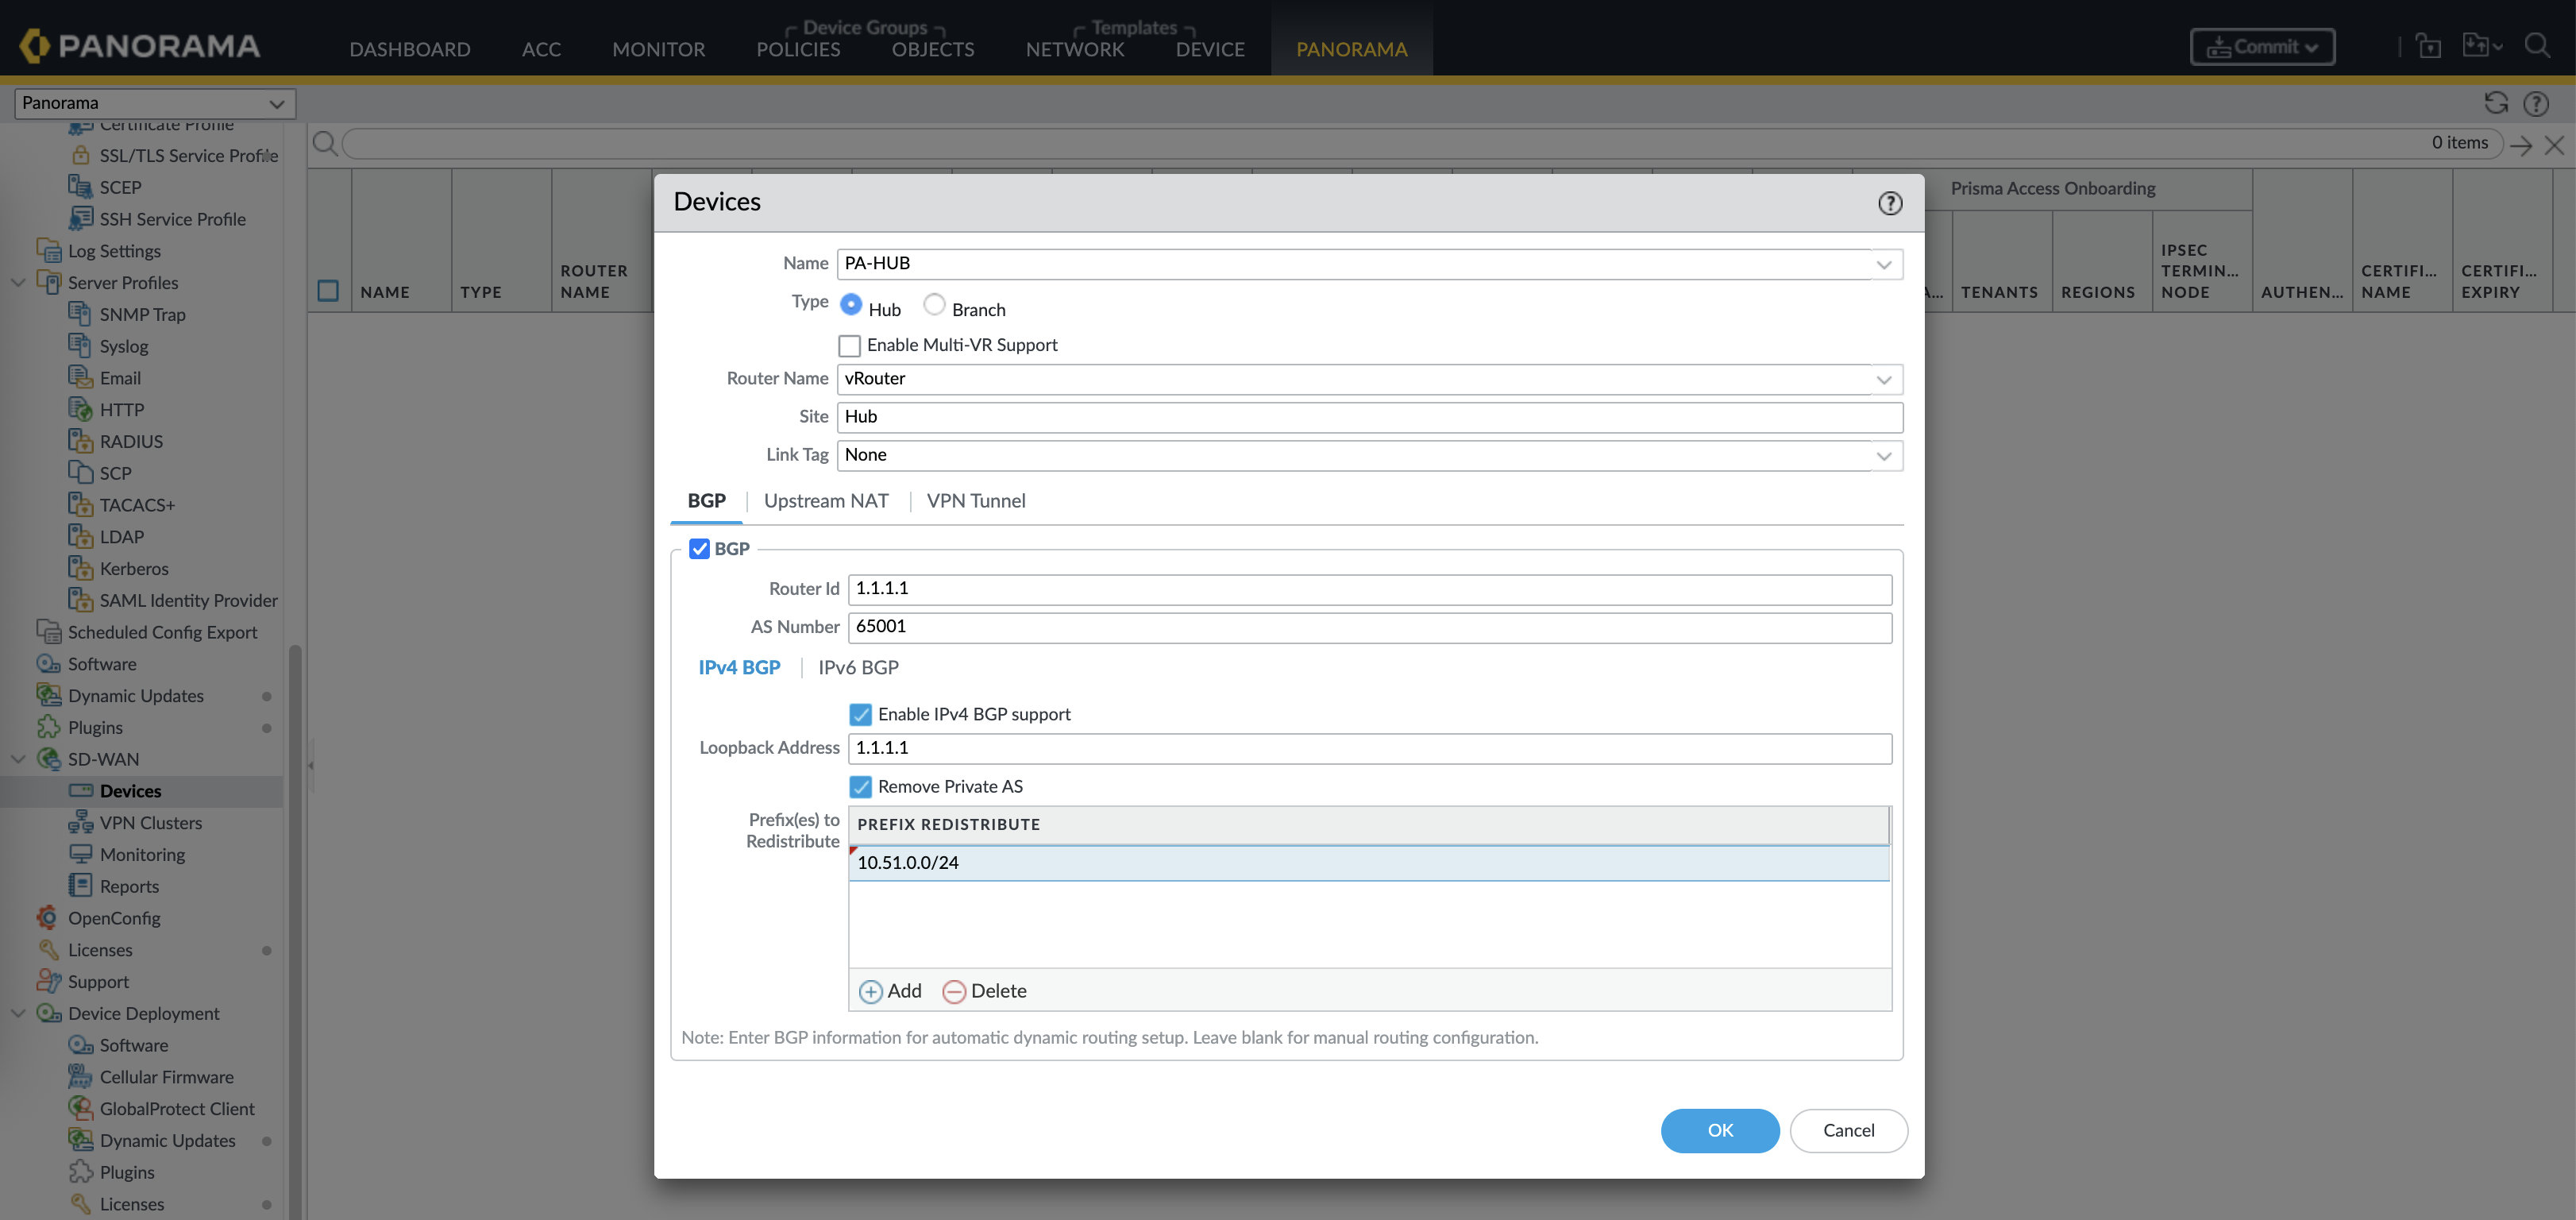 PANORAMA
DASHBOARD
ACC
MONITOR
Device Groups
POLICIES
OBJECTS
Templates
NETWORK
DEVICE
PANORAMA
Commit
Panorama
0 items
Certificate Profile
SSL/TLS Service Profile
SCEP
SSH Service Profile
Log Settings
Server Profiles
SNMP Trap
Syslog
Email
HTTP
RADIUS
SCP
TACACS+
LDAP
Kerberos
SAML Identity Provider
Scheduled Config Export
Software
Dynamic Updates
Plugins
SD-WAN
Devices
VPN Clusters
Monitoring
Reports
OpenConfig
Licenses
Support
Device Deployment
Software
Cellular Firmware
GlobalProtect Client
Dynamic Updates
Plugins
Licenses
NAME
TYPE
ROUTER NAME
Prisma Access Onboarding
A...
TENANTS
REGIONS
IPSEC TERMIN... NODE
AUTHEN...
CERTIFI... NAME
CERTIFI... EXPIRY
Devices
Name PA-HUB
Type Hub Branch
Enable Multi-VR Support
Router Name vRouter
Site Hub
Link Tag None
BGP | Upstream NAT | VPN Tunnel
BGP
Router Id 1.1.1.1
AS Number 65001
IPv4 BGP | IPv6 BGP
Enable IPv4 BGP support
Loopback Address 1.1.1.1
Remove Private AS
Prefix(es) to Redistribute
PREFIX REDISTRIBUTE
10.51.0.0/24
Add Delete
Note: Enter BGP information for automatic dynamic routing setup. Leave blank for manual routing configuration.
OK Cancel